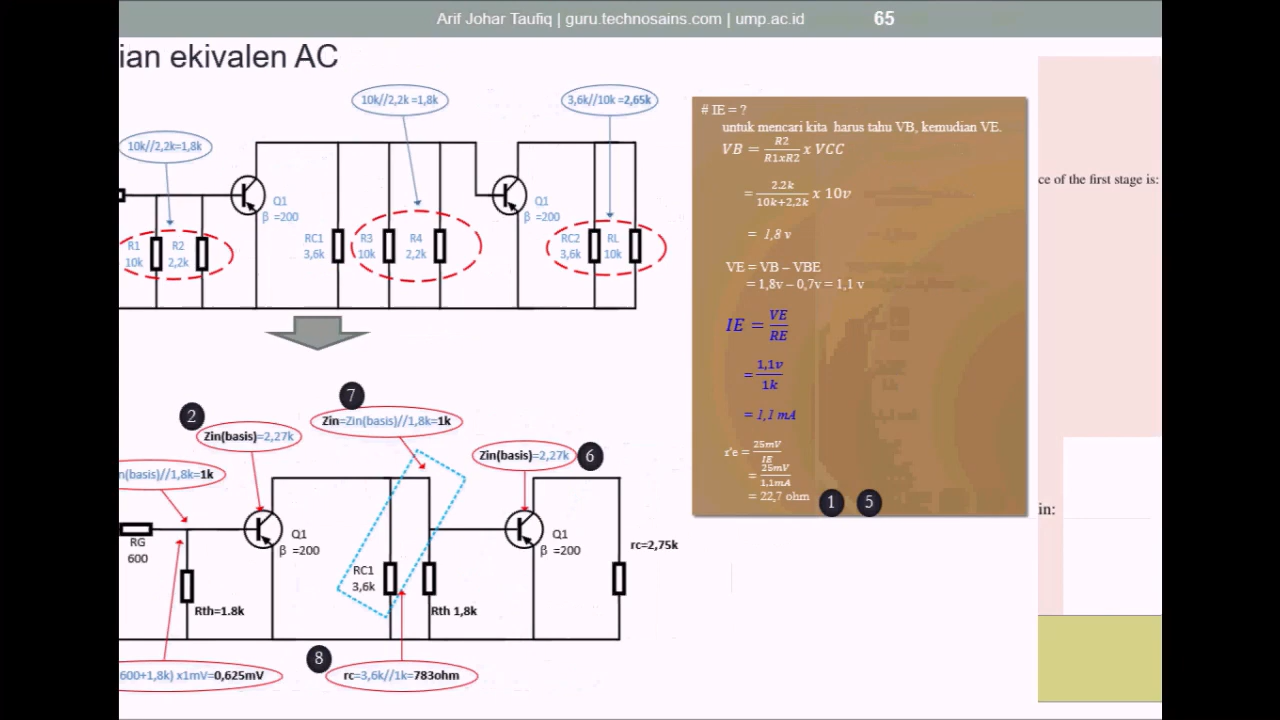 Arif Johar Taufiq | guru.technosains.com | ump.ac.id
65
ian ekivalen AC
10k//2,2k =1,8k
3,6k//10k =2,65k
10k//2,2k=1,8k
Q1
β =200
Q1
β =200
R1
10k
R2
2,2k
RC1
3,6k
R3
10k
R4
2,2k
RC2
3,6k
RL
10k
# IE = ?
untuk mencari kita harus tahu VB, kemudian VE.
VB = R2/R1xR2 x VCC
= 2.2k/10k+2,2k x 10v
= 1,8 v
VE = VB – VBE
= 1,8v – 0,7v = 1,1 v
IE = VE/RE
= 1,1v/1k
= 1,1 mA
r'e = 25mV/IE
= 25mV/1,1mA
= 22,7 ohm
1
5
ce of the first stage is:
in:
7
2
Zin=Zin(basis)//1,8k=1k
Zin(basis)=2,27k
Zin(basis)=2,27k
6
n(basis)//1,8k=1k
RG
600
Q1
β =200
Q1
β =200
rc=2,75k
RC1
3,6k
Rth=1.8k
Rth 1,8k
8
600+1,8k) x1mV=0,625mV
rc=3,6k//1k=783ohm